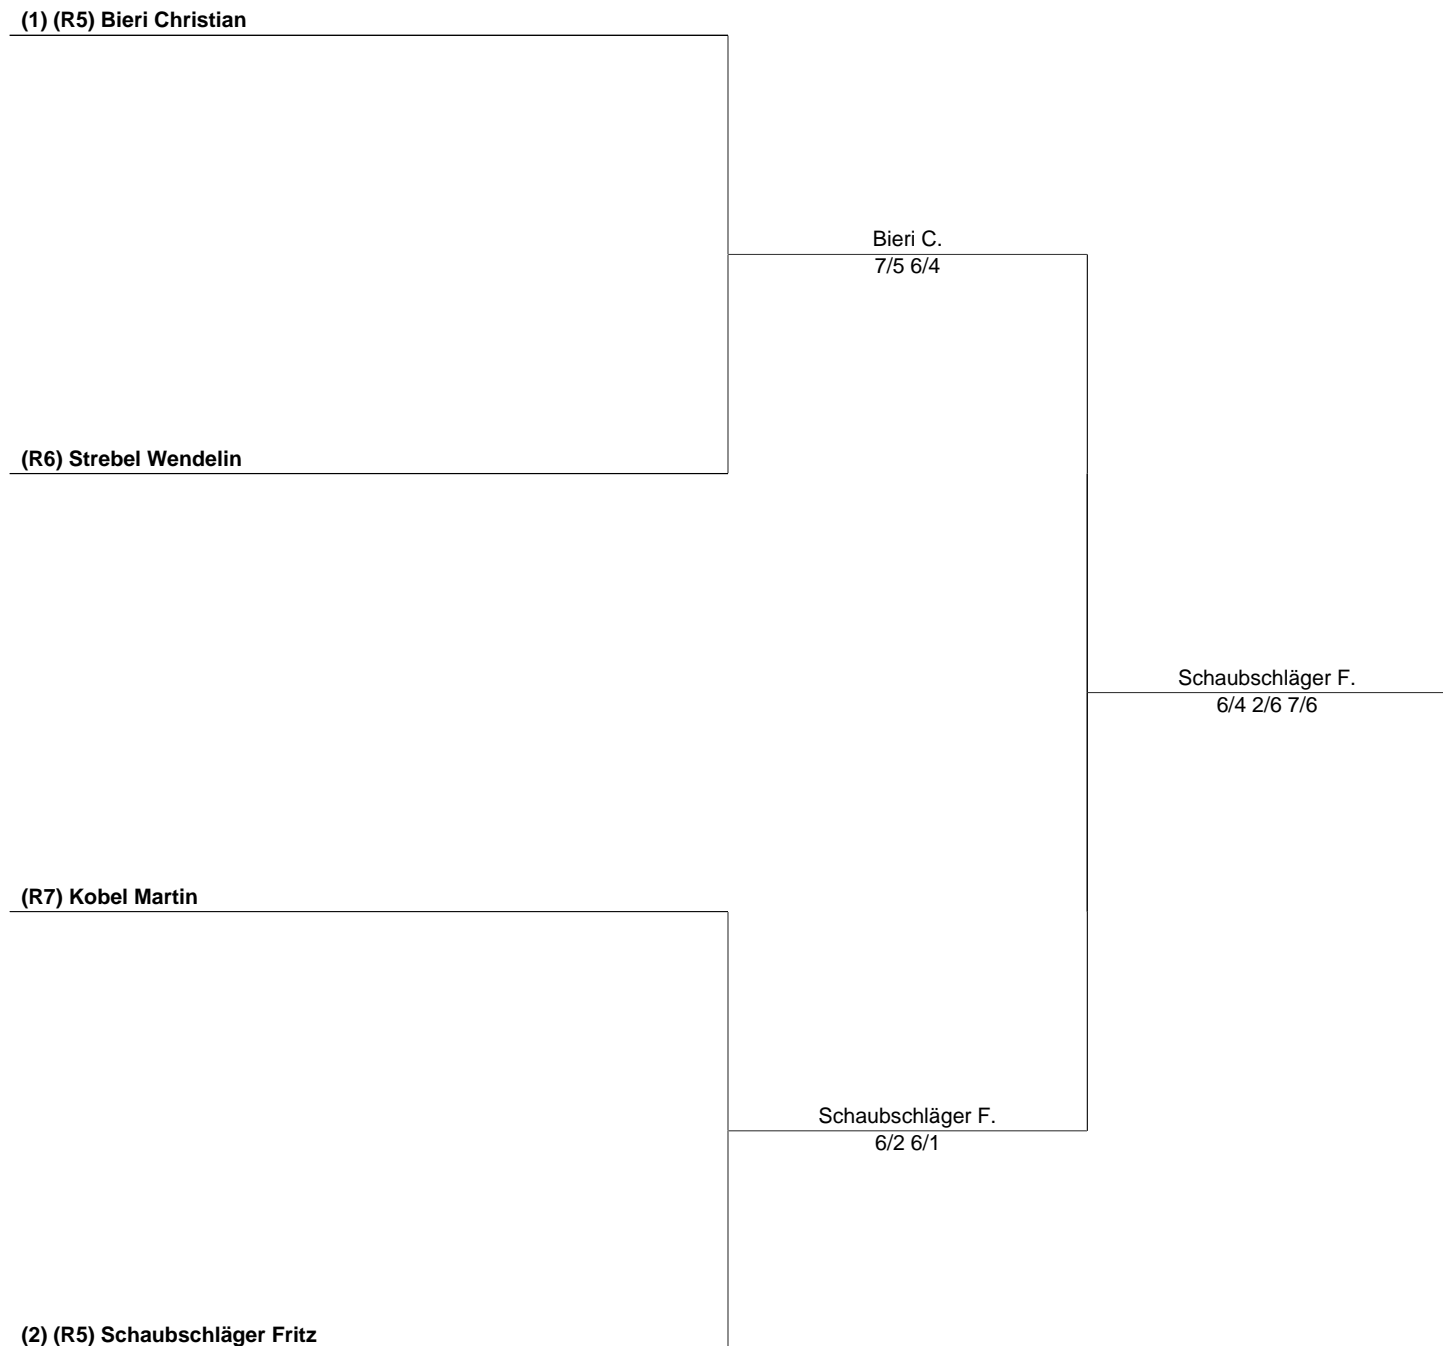 (1) (R5) Bieri Christian
Bieri C.
7/5 6/4
(R6) Strebel Wendelin
Schaubschläger F.
6/4 2/6 7/6
(R7) Kobel Martin
Schaubschläger F.
6/2 6/1
(2) (R5) Schaubschläger Fritz